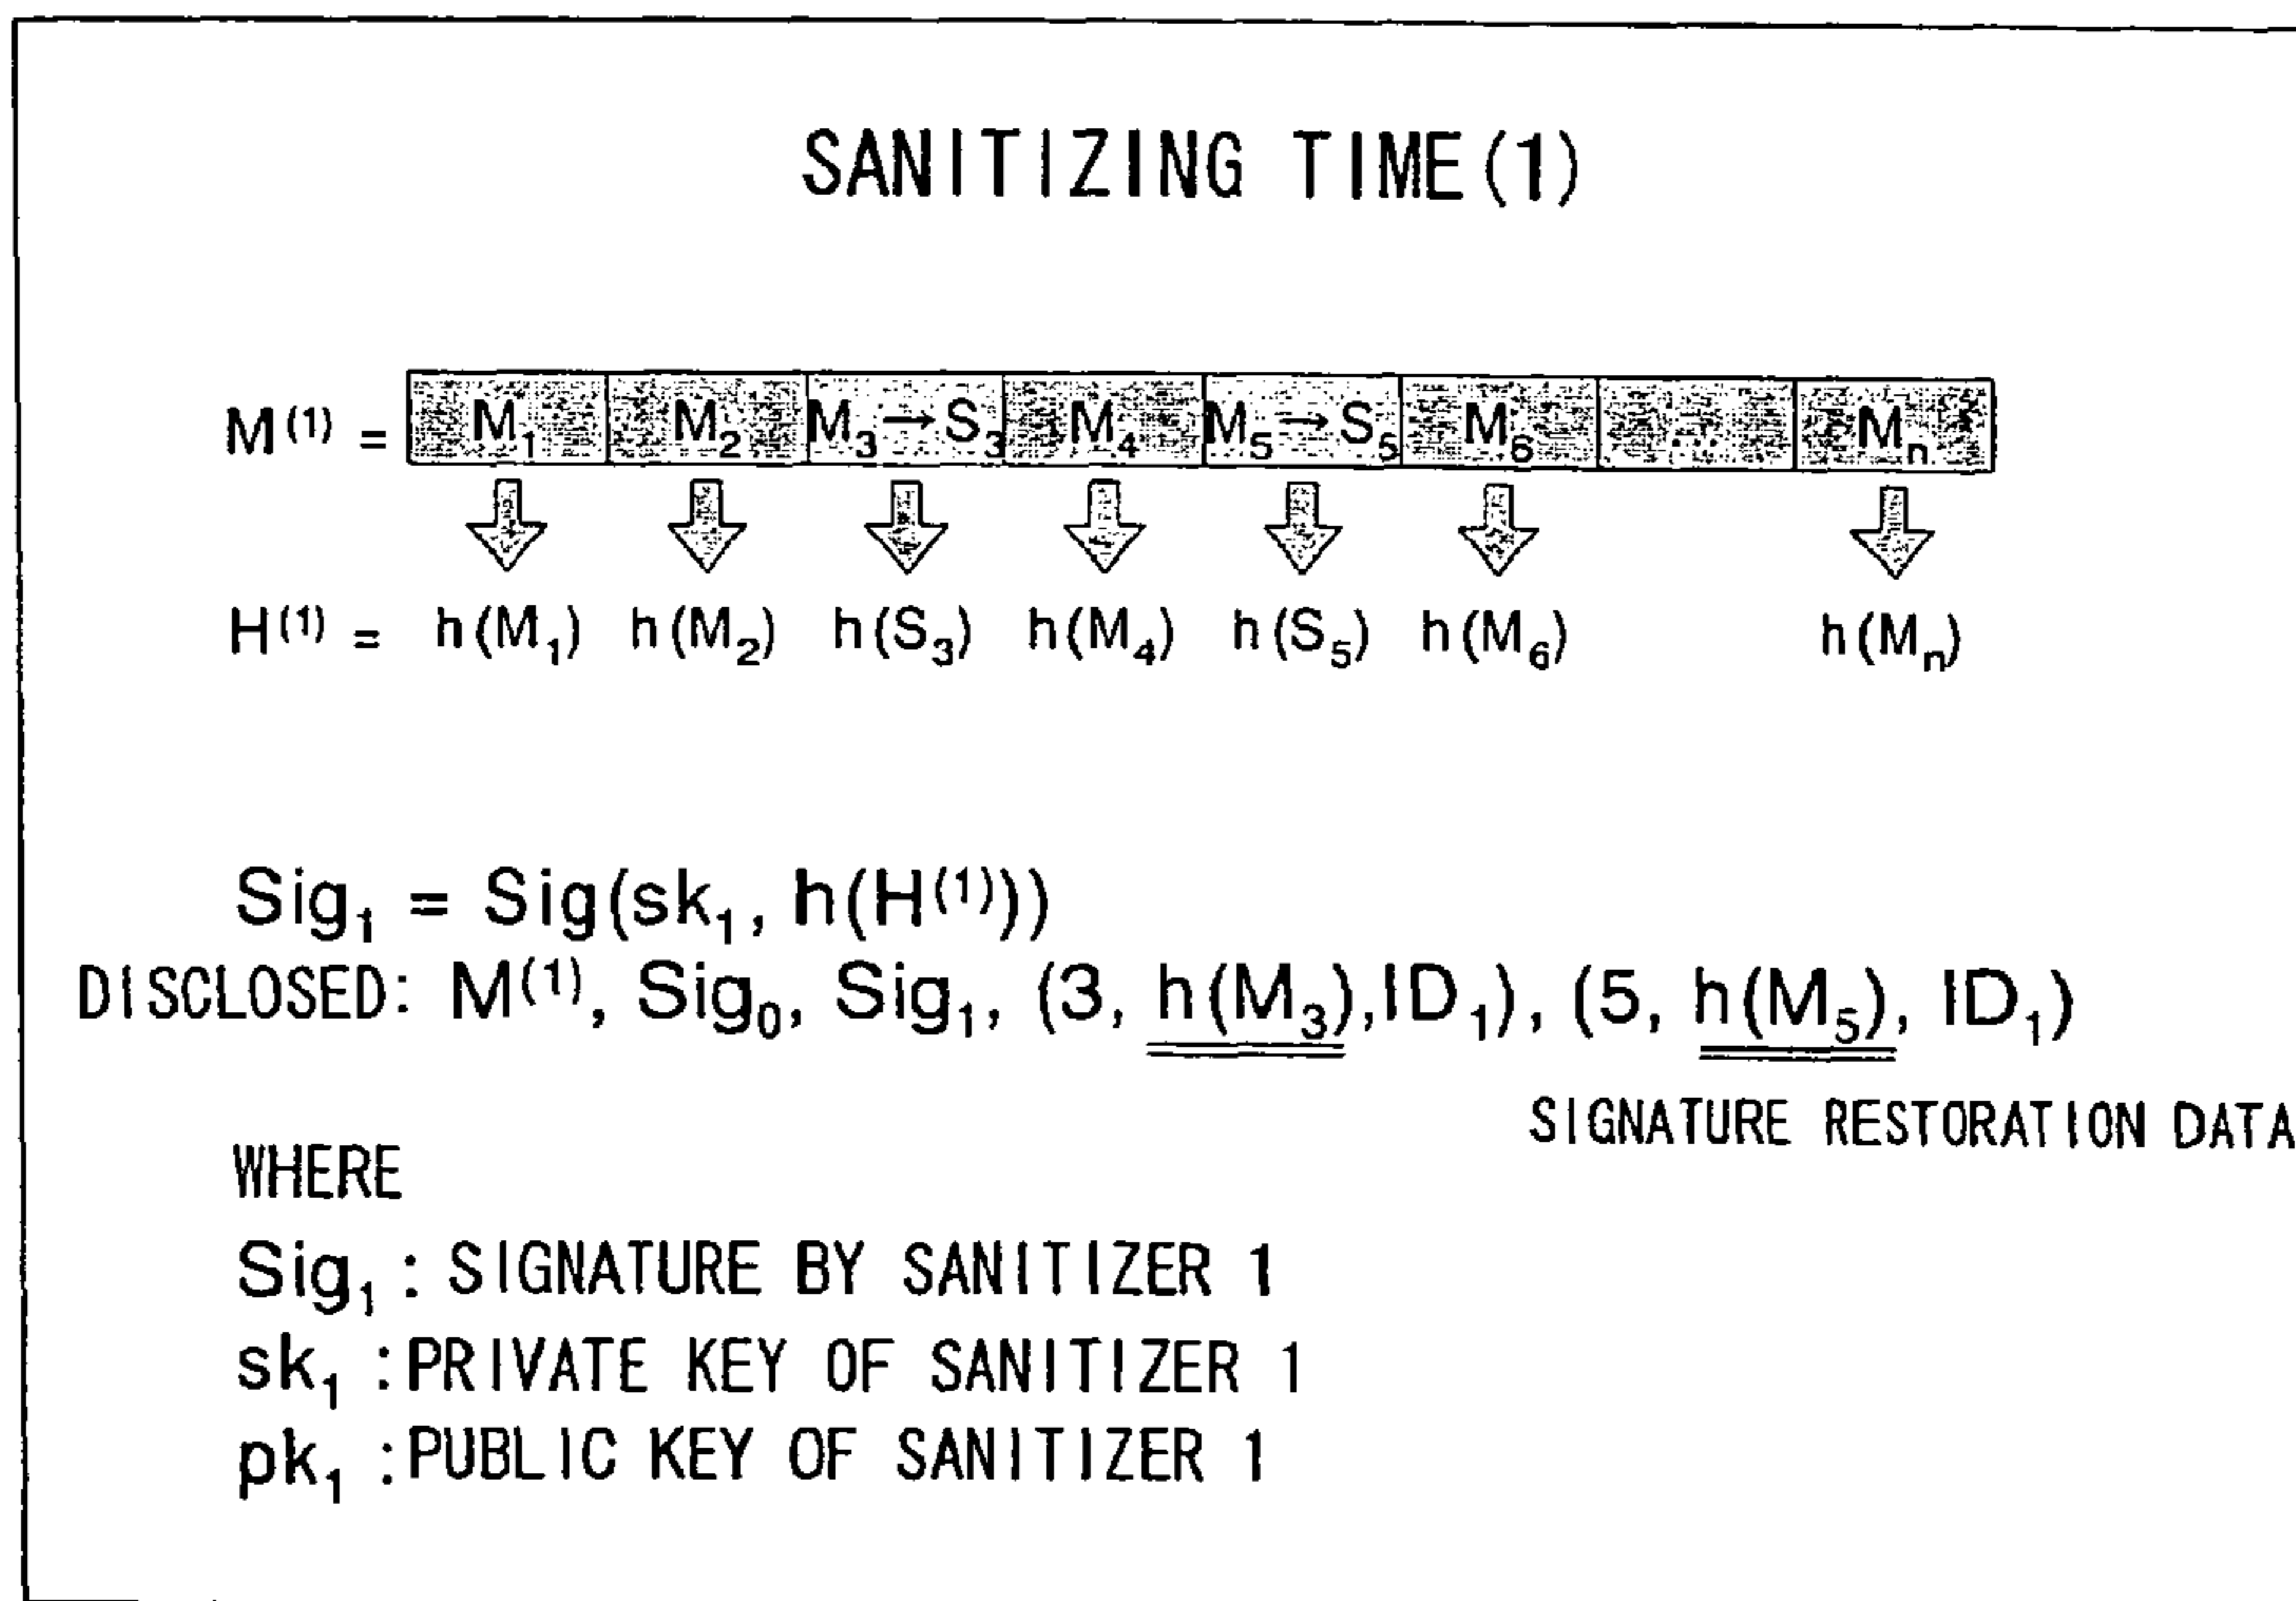 SANITIZING TIME(1)
M⁽¹⁾ = M₁ M₂ M₃→S₃ M₄ M₅→S₅ M₆ ... Mₙ
H⁽¹⁾ = h(M₁) h(M₂) h(S₃) h(M₄) h(S₅) h(M₆) h(Mₙ)
Sig₁ = Sig(sk₁, h(H⁽¹⁾))
DISCLOSED: M⁽¹⁾, Sig₀, Sig₁, (3, h(M₃),ID₁), (5, h(M₅), ID₁)
SIGNATURE RESTORATION DATA
WHERE
Sig₁ : SIGNATURE BY SANITIZER 1
sk₁ :PRIVATE KEY OF SANITIZER 1
pk₁ :PUBLIC KEY OF SANITIZER 1